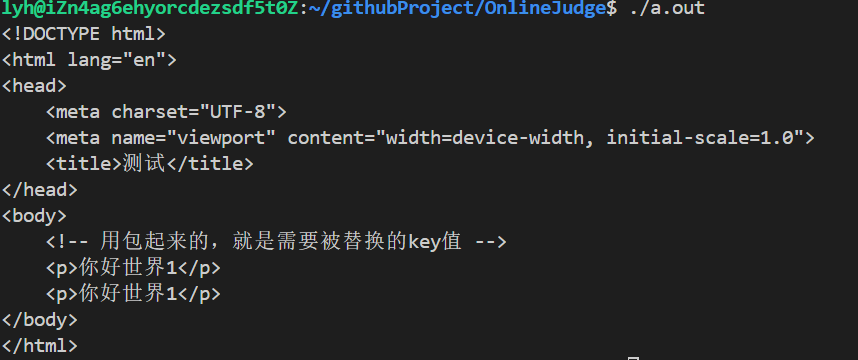 lyh@iZn4ag6ehyorcdezsdf5t0Z:~/githubProject/OnlineJudge$ ./a.out
<!DOCTYPE html>
<html lang="en">
<head>
    <meta charset="UTF-8">
    <meta name="viewport" content="width=device-width, initial-scale=1.0">
    <title>测试</title>
</head>
<body>
    <!-- 用包起来的，就是需要被替换的key值 -->
    <p>你好世界1</p>
    <p>你好世界1</p>
</body>
</html>